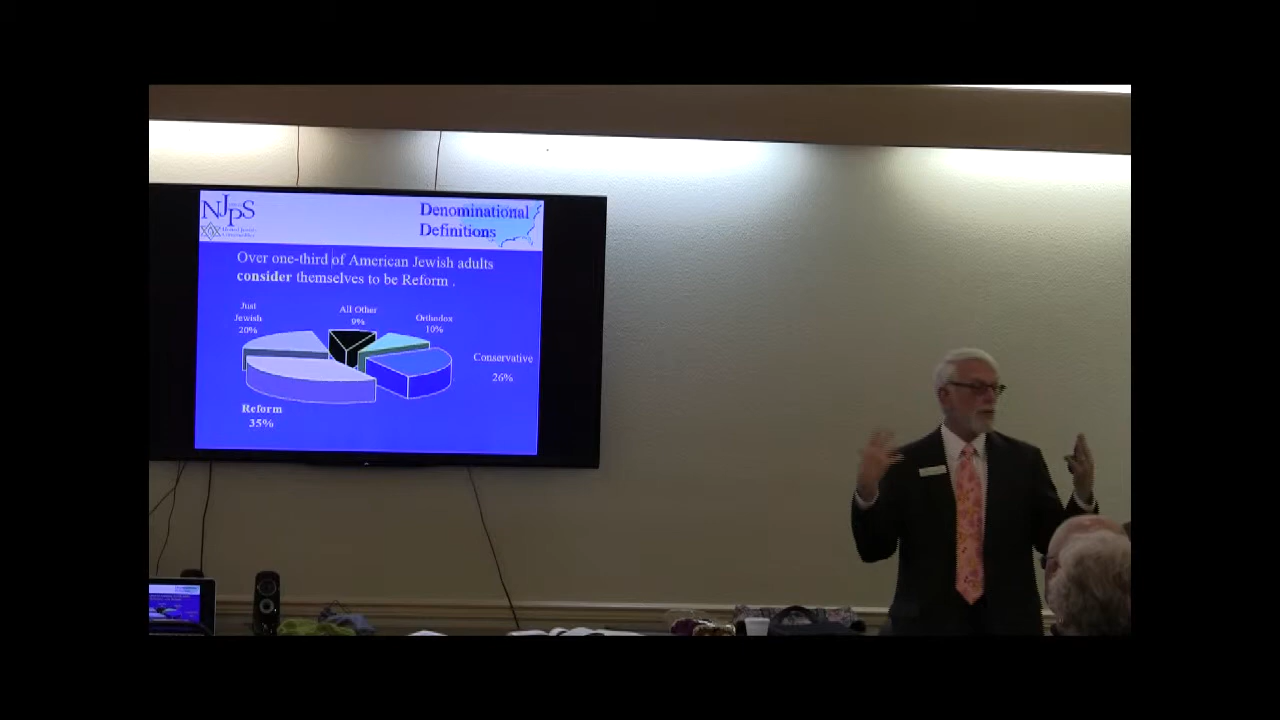 NJPS
Denominational
Definitions
Over one-third of American Jewish adults
consider themselves to be Reform .
Just
Jewish
20%
All Other
9%
Orthodox
10%
Conservative
26%
Reform
35%